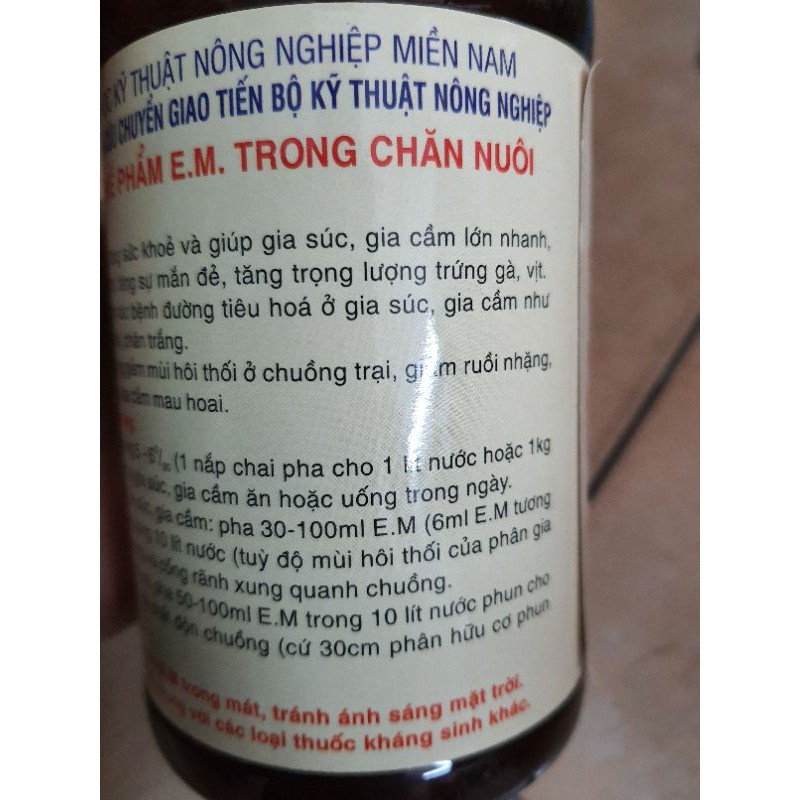 KỸ THUẬT NÔNG NGHIỆP MIỀN NAM
CHUYỂN GIAO TIẾN BỘ KỸ THUẬT NÔNG NGHIỆP
PHẨM E.M. TRONG CHĂN NUÔI
sức khoẻ và giúp gia súc, gia cầm lớn nhanh,
sự mắn đẻ, tăng trọng lượng trứng gà, vịt.
bệnh đường tiêu hoá ở gia súc, gia cầm như
phân trắng.
giảm mùi hôi thối ở chuồng trại, giảm ruồi nhặng,
mau hoai.
(1 nắp chai pha cho 1 lít nước hoặc 1kg
gia súc, gia cầm ăn hoặc uống trong ngày.
gia cầm: pha 30-100ml E.M (6ml E.M tương
lít nước (tuỳ độ mùi hôi thối của phân gia
cống rãnh xung quanh chuồng.
pha 50-100ml E.M trong 10 lít nước phun cho
độn chuồng (cứ 30cm phân hữu cơ phun
trong mát, tránh ánh sáng mặt trời.
với các loại thuốc kháng sinh khác.